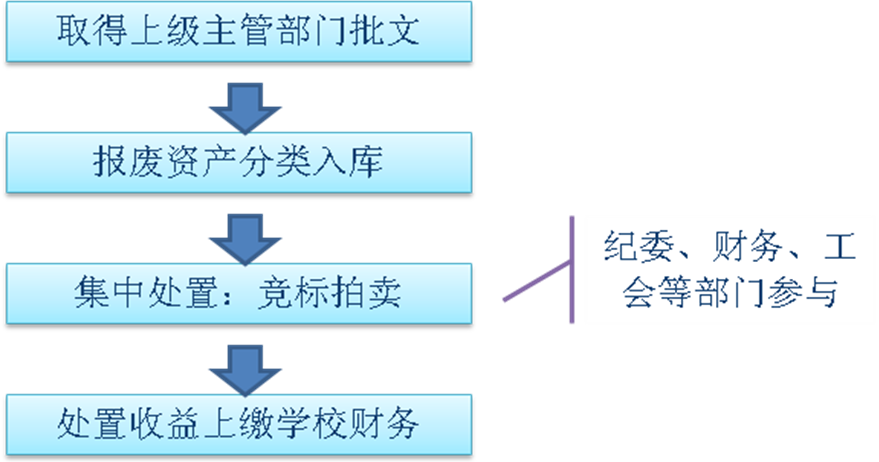 取得上级主管部门批文
报废资产分类入库
集中处置：竞标拍卖
纪委、财务、工
会等部门参与
处置收益上缴学校财务